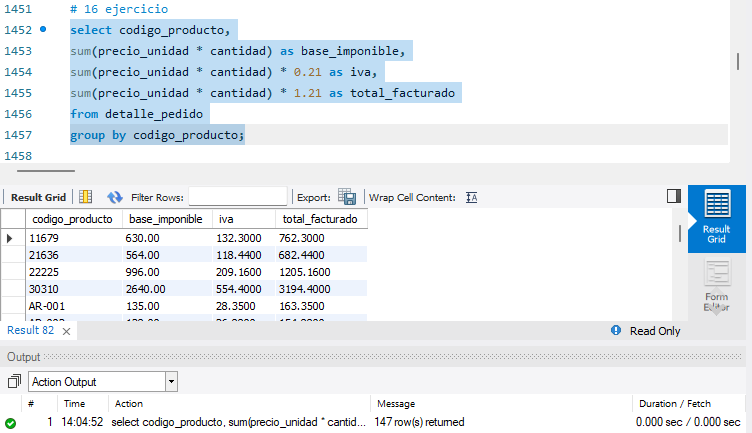 1451 # 16 ejercicio
1452 select codigo_producto,
1453 sum(precio_unidad * cantidad) as base_imponible,
1454 sum(precio_unidad * cantidad) * 0.21 as iva,
1455 sum(precio_unidad * cantidad) * 1.21 as total_facturado
1456 from detalle_pedido
1457 group by codigo_producto;
1458
Result Grid Filter Rows: Export: Wrap Cell Content:
codigo_producto base_imponible iva total_facturado
11679 630.00 132.3000 762.3000
21636 564.00 118.4400 682.4400
22225 996.00 209.1600 1205.1600
30310 2640.00 554.4000 3194.4000
AR-001 135.00 28.3500 163.3500
Result Grid
Form Editor
Result 82 Read Only
Output
Action Output
# Time Action Message Duration / Fetch
1 14:04:52 select codigo_producto, sum(precio_unidad * cantid... 147 row(s) returned 0.000 sec / 0.000 sec